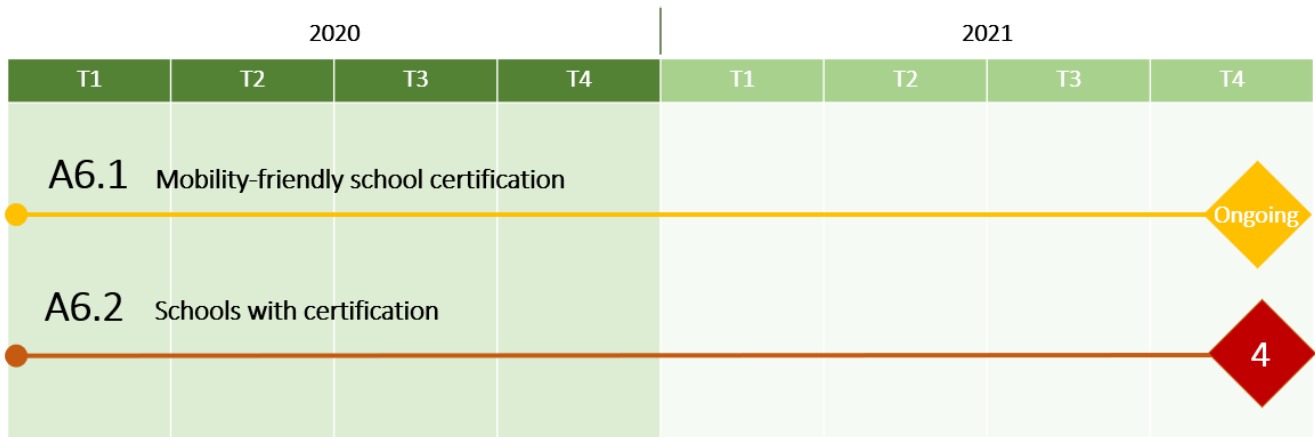 2020 2021
T1 T2 T3 T4 T1 T2 T3 T4
A6.1 Mobility-friendly school certification
Ongoing
A6.2 Schools with certification
4